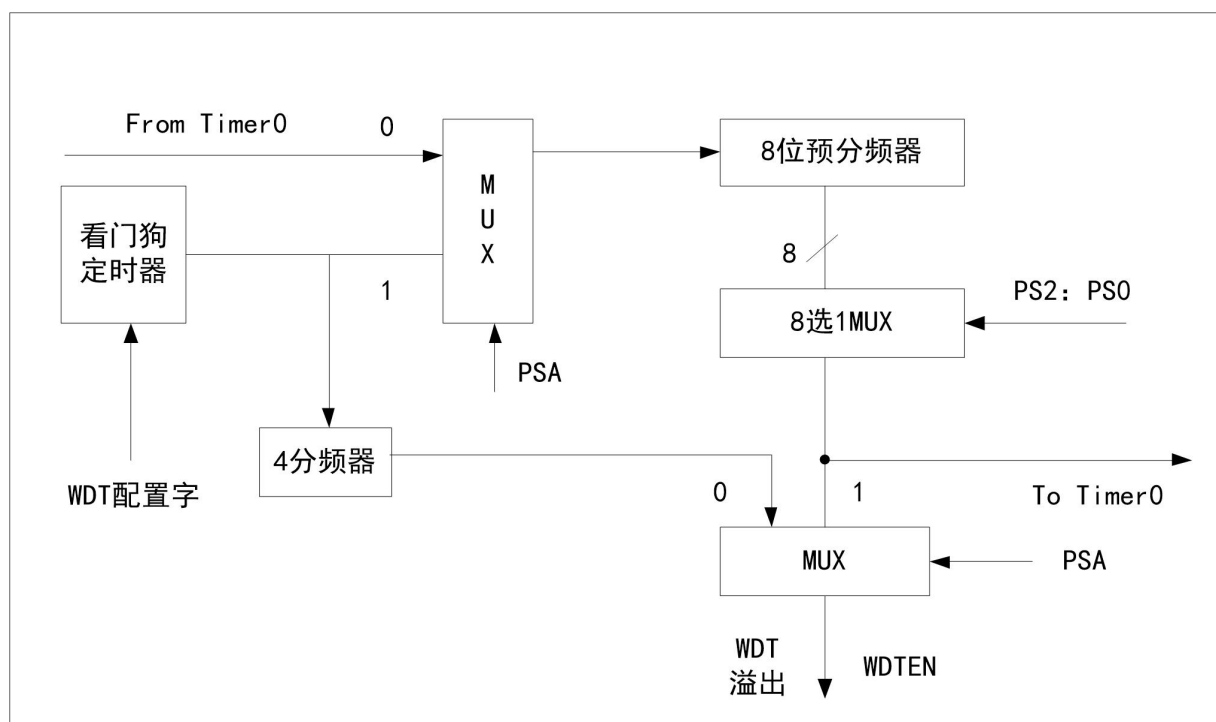 From Timer0
0
M
U
X
8位预分频器
看门狗
定时器
1
8
PS2：PS0
8选1MUX
PSA
4分频器
WDT配置字
0
1
To Timer0
MUX
PSA
WDT
溢出
WDTEN